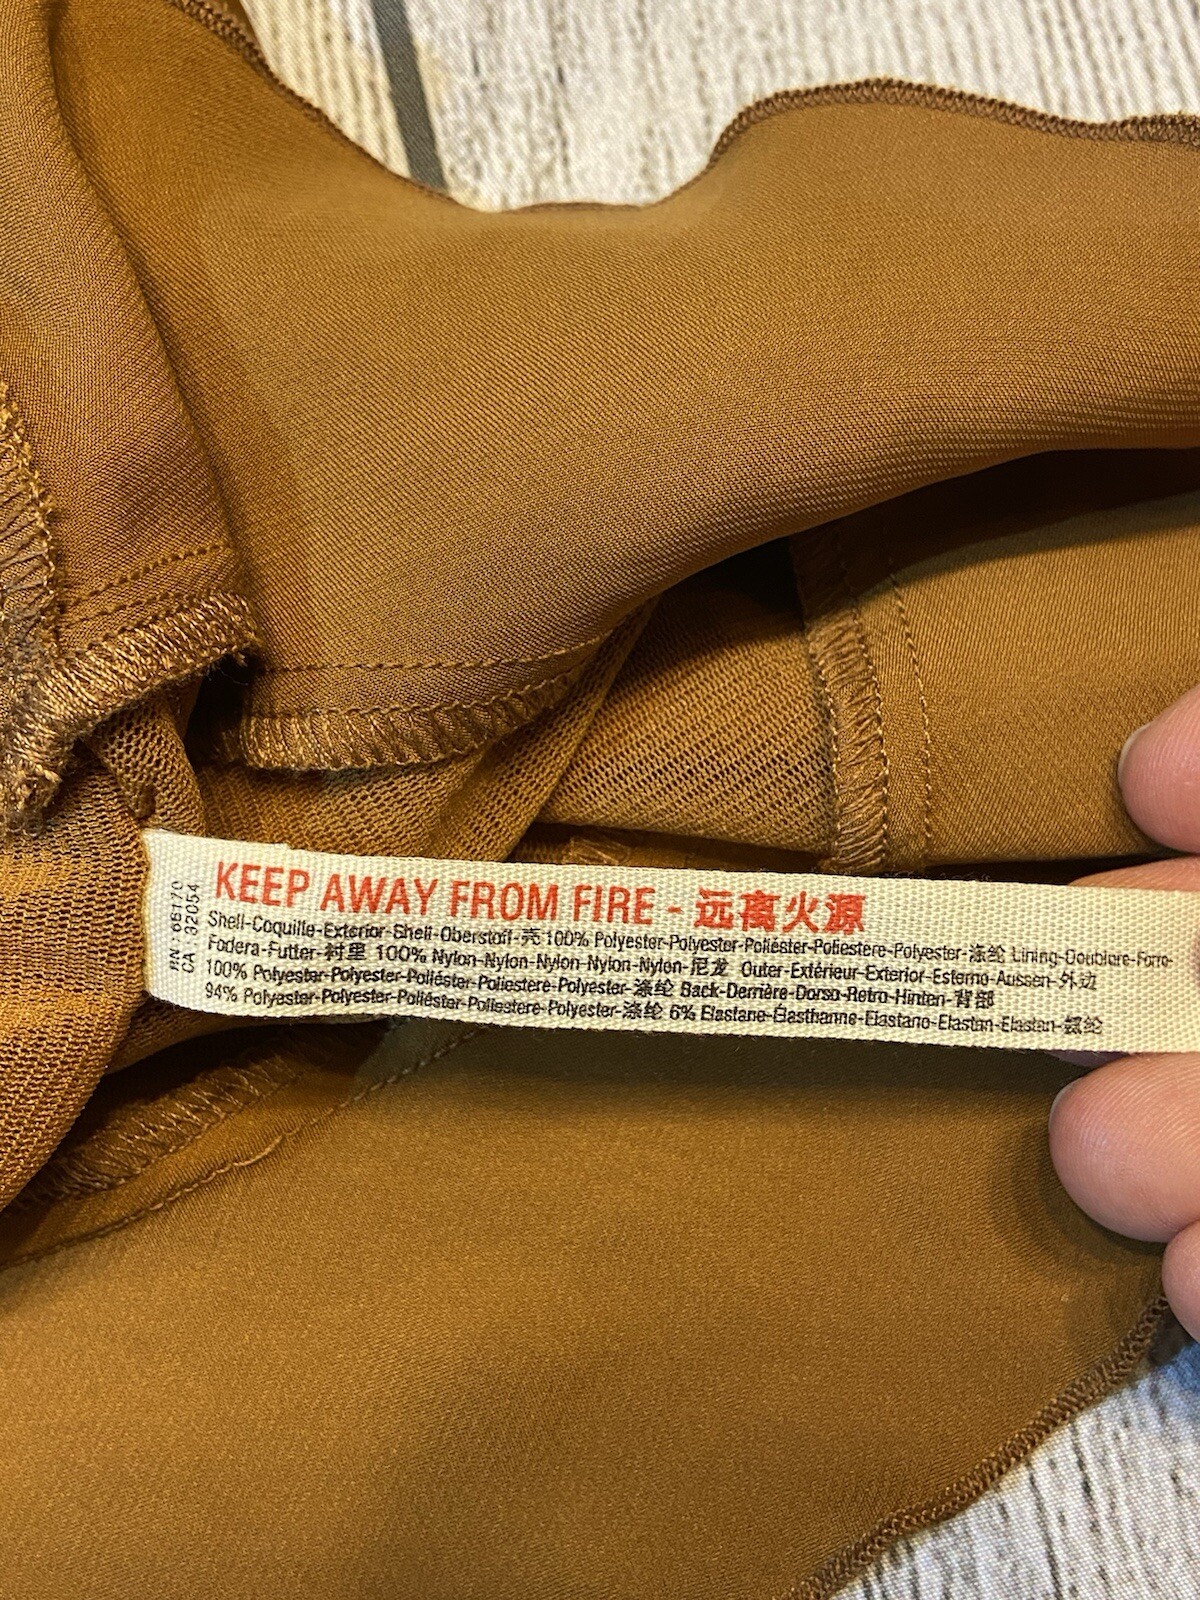 KEEP AWAY FROM FIRE - 远离火源
Shell-Coquille-Exterior-Shell-Oberstoff-壳 100% Polyester-Polyester-Poliéster-Poliestere-Polyester-涤纶 Lining-Doublure-Forro-
Fodera-Futter-衬里 100% Nylon-Nylon-Nylon-Nylon-Nylon-尼龙 Outer-Extérieur-Exterior-Esterno-Aussen-外边
100% Polyester-Polyester-Poliéster-Poliestere-Polyester-涤纶 Back-Derrière-Dorso-Retro-Hinten-背部
94% Polyester-Polyester-Poliéster-Poliestere-Polyester-涤纶 6% Elastane-Élasthanne-Elastano-Elastan-Elastan-氨纶
RN: 66170
CA: 32054